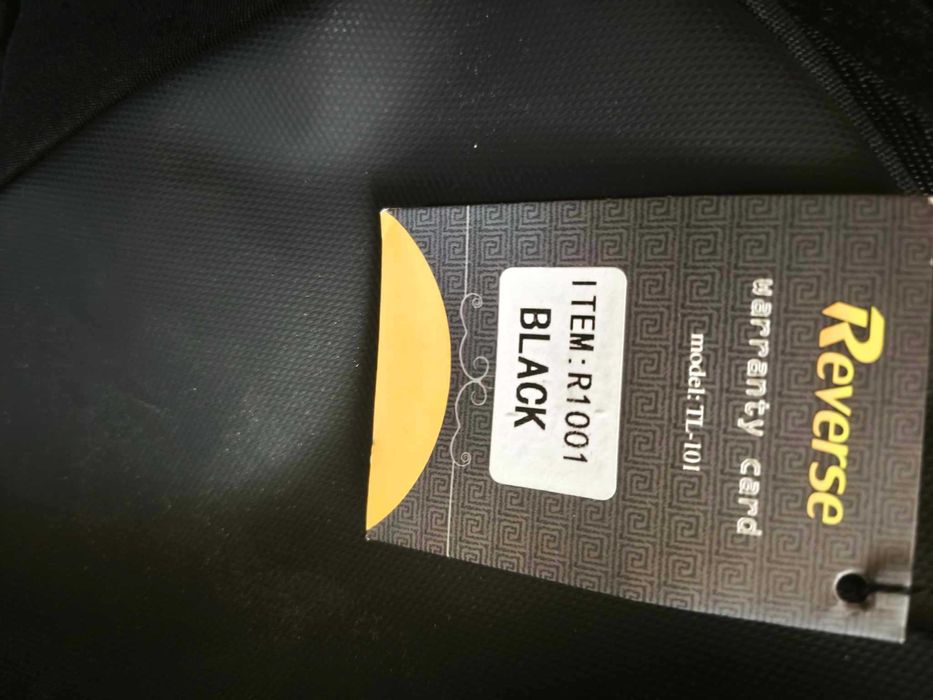 Reverse
warranty card
model: TL-101
ITEM:R1001
BLACK